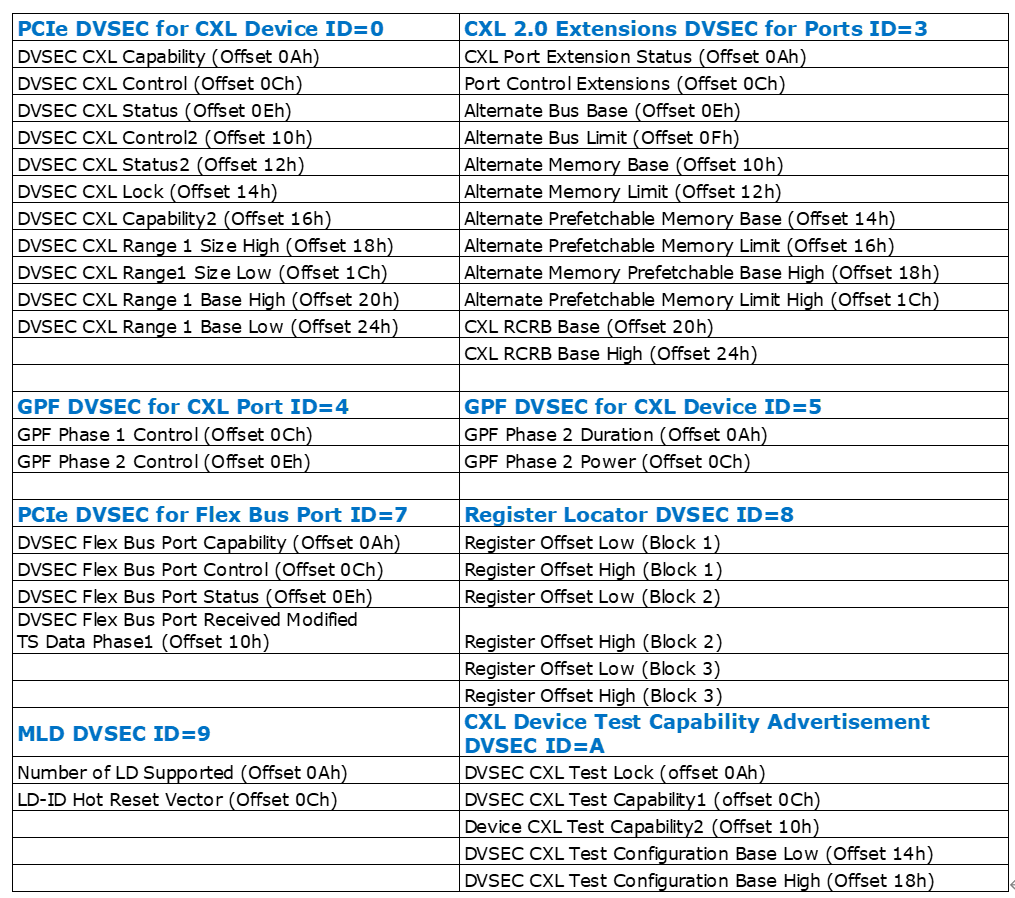 PCIe DVSEC for CXL Device ID=0
CXL 2.0 Extensions DVSEC for Ports ID=3
DVSEC CXL Capability (Offset 0Ah)
CXL Port Extension Status (Offset 0Ah)
DVSEC CXL Control (Offset 0Ch)
Port Control Extensions (Offset 0Ch)
DVSEC CXL Status (Offset 0Eh)
Alternate Bus Base (Offset 0Eh)
DVSEC CXL Control2 (Offset 10h)
Alternate Bus Limit (Offset 0Fh)
DVSEC CXL Status2 (Offset 12h)
Alternate Memory Base (Offset 10h)
DVSEC CXL Lock (Offset 14h)
Alternate Memory Limit (Offset 12h)
DVSEC CXL Capability2 (Offset 16h)
Alternate Prefetchable Memory Base (Offset 14h)
DVSEC CXL Range 1 Size High (Offset 18h)
Alternate Prefetchable Memory Limit (Offset 16h)
DVSEC CXL Range1 Size Low (Offset 1Ch)
Alternate Memory Prefetchable Base High (Offset 18h)
DVSEC CXL Range 1 Base High (Offset 20h)
Alternate Prefetchable Memory Limit High (Offset 1Ch)
DVSEC CXL Range 1 Base Low (Offset 24h)
CXL RCRB Base (Offset 20h)
CXL RCRB Base High (Offset 24h)
GPF DVSEC for CXL Port ID=4
GPF DVSEC for CXL Device ID=5
GPF Phase 1 Control (Offset 0Ch)
GPF Phase 2 Duration (Offset 0Ah)
GPF Phase 2 Control (Offset 0Eh)
GPF Phase 2 Power (Offset 0Ch)
PCIe DVSEC for Flex Bus Port ID=7
Register Locator DVSEC ID=8
DVSEC Flex Bus Port Capability (Offset 0Ah)
Register Offset Low (Block 1)
DVSEC Flex Bus Port Control (Offset 0Ch)
Register Offset High (Block 1)
DVSEC Flex Bus Port Status (Offset 0Eh)
Register Offset Low (Block 2)
DVSEC Flex Bus Port Received Modified
TS Data Phase1 (Offset 10h)
Register Offset High (Block 2)
Register Offset Low (Block 3)
Register Offset High (Block 3)
MLD DVSEC ID=9
CXL Device Test Capability Advertisement
DVSEC ID=A
Number of LD Supported (Offset 0Ah)
DVSEC CXL Test Lock (offset 0Ah)
LD-ID Hot Reset Vector (Offset 0Ch)
DVSEC CXL Test Capability1 (offset 0Ch)
Device CXL Test Capability2 (Offset 10h)
DVSEC CXL Test Configuration Base Low (Offset 14h)
DVSEC CXL Test Configuration Base High (Offset 18h)